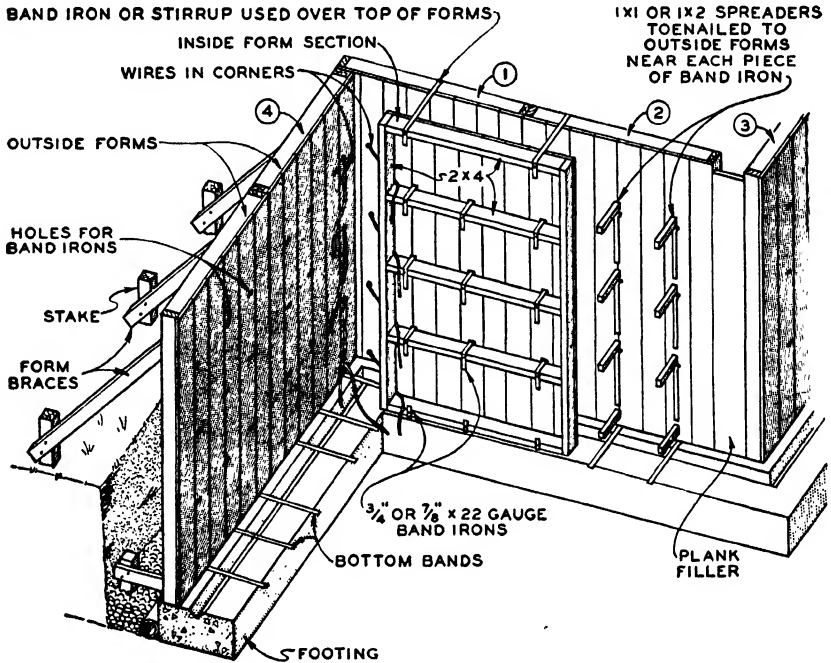 BAND IRON OR STIRRUP USED OVER TOP OF FORMS
INSIDE FORM SECTION
WIRES IN CORNERS
1X1 OR 1X2 SPREADERS
TOENAILED TO
OUTSIDE FORMS
NEAR EACH PIECE
OF BAND IRON
1
2
3
4
OUTSIDE FORMS
2X4
HOLES FOR
BAND IRONS
STAKE
FORM
BRACES
3/4" OR 7/8" X 22 GAUGE
BAND IRONS
BOTTOM BANDS
PLANK
FILLER
FOOTING